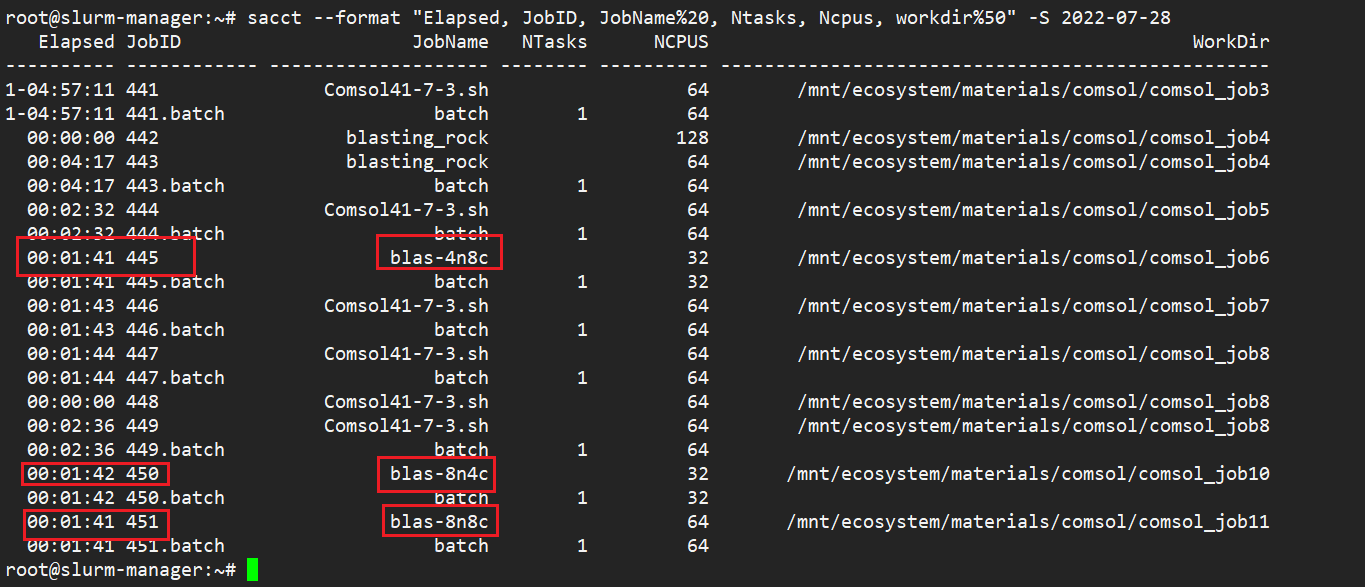 root@slurm-manager:~# sacct --format "Elapsed, JobID, JobName%20, Ntasks, Ncpus, workdir%50" -S 2022-07-28
Elapsed JobID JobName NTasks NCPUS WorkDir
---------- ------------ -------------------- -------- ---------- --------------------------------------------------
1-04:57:11 441 Comsol41-7-3.sh 64 /mnt/ecosystem/materials/comsol/comsol_job3
1-04:57:11 441.batch batch 1 64
00:00:00 442 blasting_rock 128 /mnt/ecosystem/materials/comsol/comsol_job4
00:04:17 443 blasting_rock 64 /mnt/ecosystem/materials/comsol/comsol_job4
00:04:17 443.batch batch 1 64
00:02:32 444 Comsol41-7-3.sh 64 /mnt/ecosystem/materials/comsol/comsol_job5
00:02:32 444.batch batch 1 64
00:01:41 445 blas-4n8c 32 /mnt/ecosystem/materials/comsol/comsol_job6
00:01:41 445.batch batch 1 32
00:01:43 446 Comsol41-7-3.sh 64 /mnt/ecosystem/materials/comsol/comsol_job7
00:01:43 446.batch batch 1 64
00:01:44 447 Comsol41-7-3.sh 64 /mnt/ecosystem/materials/comsol/comsol_job8
00:01:44 447.batch batch 1 64
00:00:00 448 Comsol41-7-3.sh 64 /mnt/ecosystem/materials/comsol/comsol_job8
00:02:36 449 Comsol41-7-3.sh 64 /mnt/ecosystem/materials/comsol/comsol_job8
00:02:36 449.batch batch 1 64
00:01:42 450 blas-8n4c 32 /mnt/ecosystem/materials/comsol/comsol_job10
00:01:42 450.batch batch 1 32
00:01:41 451 blas-8n8c 64 /mnt/ecosystem/materials/comsol/comsol_job11
00:01:41 451.batch batch 1 64
root@slurm-manager:~#